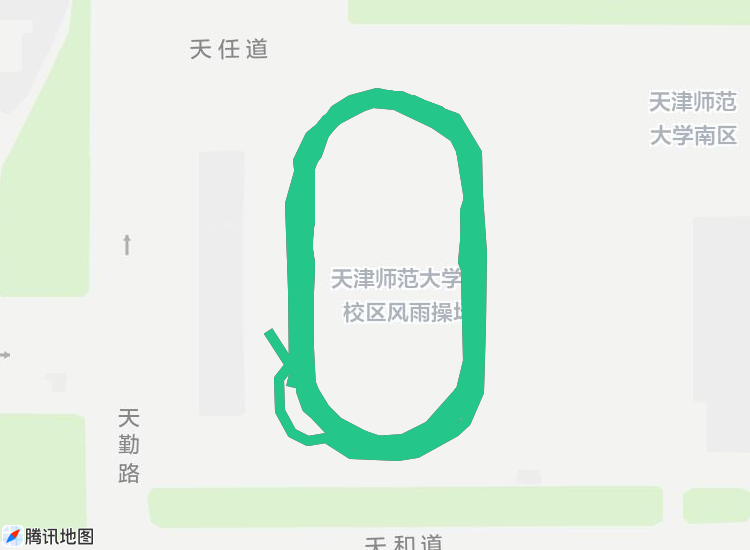 天任道
天津师范
大学南区
天津师范大学
校区风雨操场
天勤路
天和道
腾讯地图